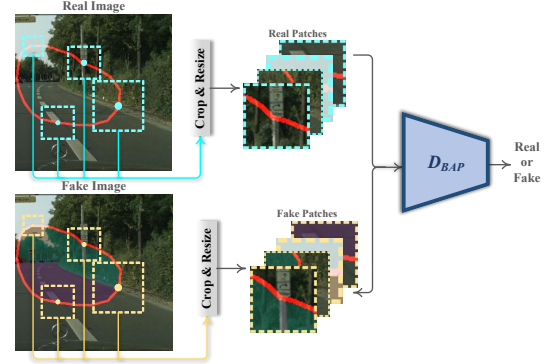 Real Image
Real Patches
Crop & Resize
D_BAP
Real
or
Fake
Fake Image
Fake Patches
Crop & Resize